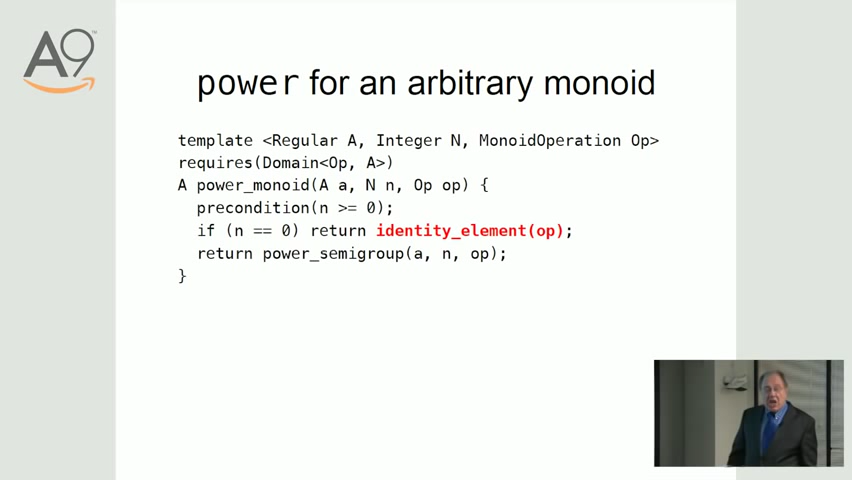 A9
power for an arbitrary monoid
template <Regular A, Integer N, MonoidOperation Op>
requires(Domain<Op, A>)
A power_monoid(A a, N n, Op op) {
precondition(n >= 0);
if (n == 0) return identity_element(op);
return power_semigroup(a, n, op);
}